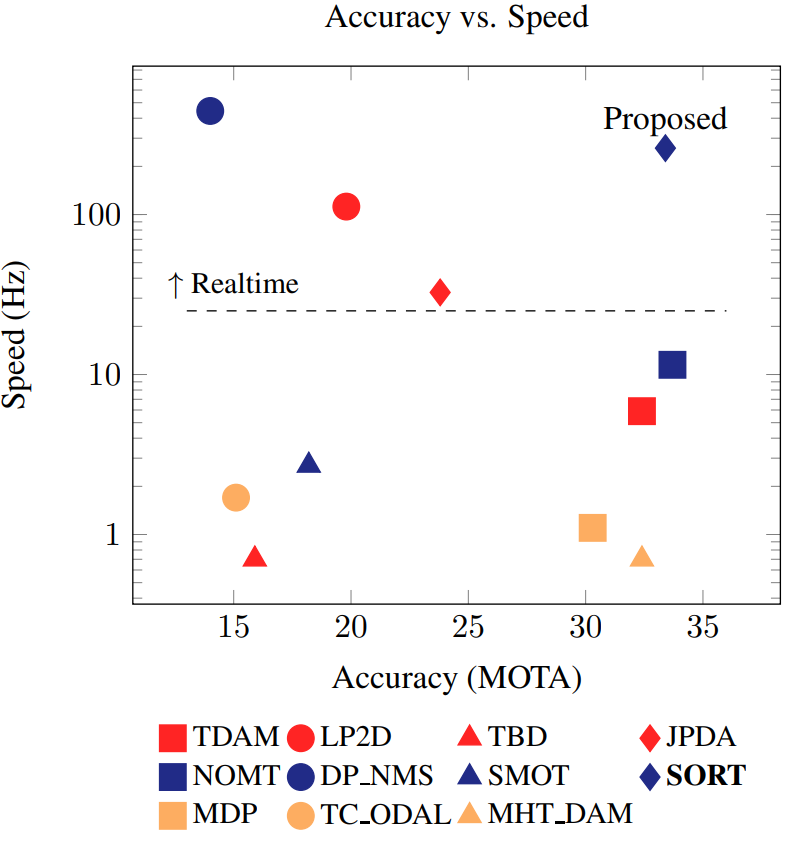 Accuracy vs. Speed
Proposed
100
↑ Realtime
10
1
Speed (Hz)
15 20 25 30 35
Accuracy (MOTA)
TDAM LP2D TBD JPDA
NOMT DP_NMS SMOT SORT
MDP TC_ODAL MHT_DAM